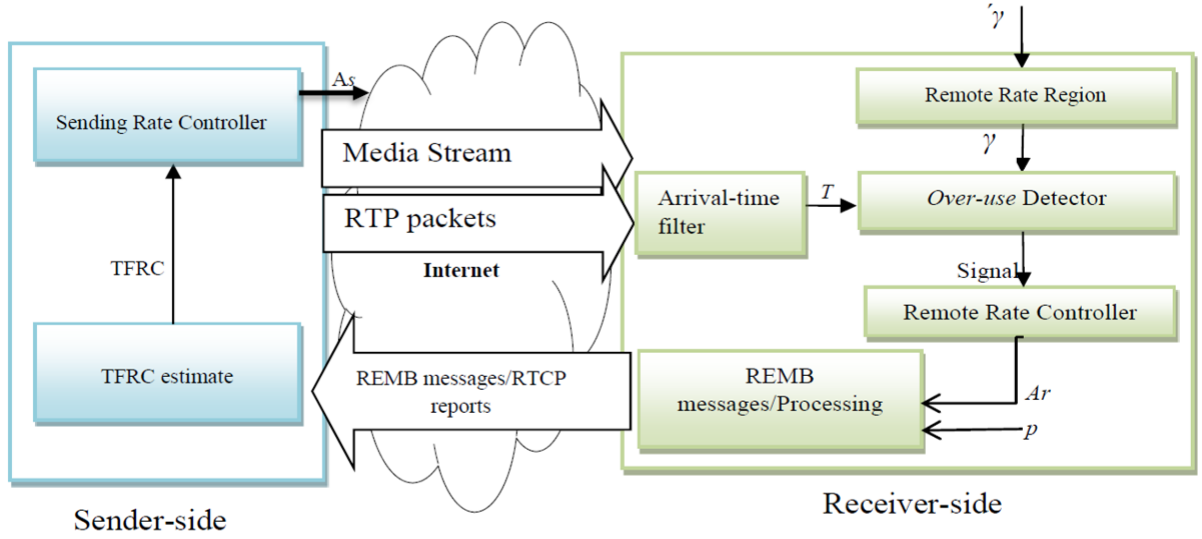 Sending Rate Controller
As
TFRC
TFRC estimate
Sender-side
Media Stream
RTP packets
Internet
REMB messages/RTCP
reports
´γ
Remote Rate Region
γ
Arrival-time
filter
T
Over-use Detector
Signal
Remote Rate Controller
REMB
messages/Processing
Ar
p
Receiver-side